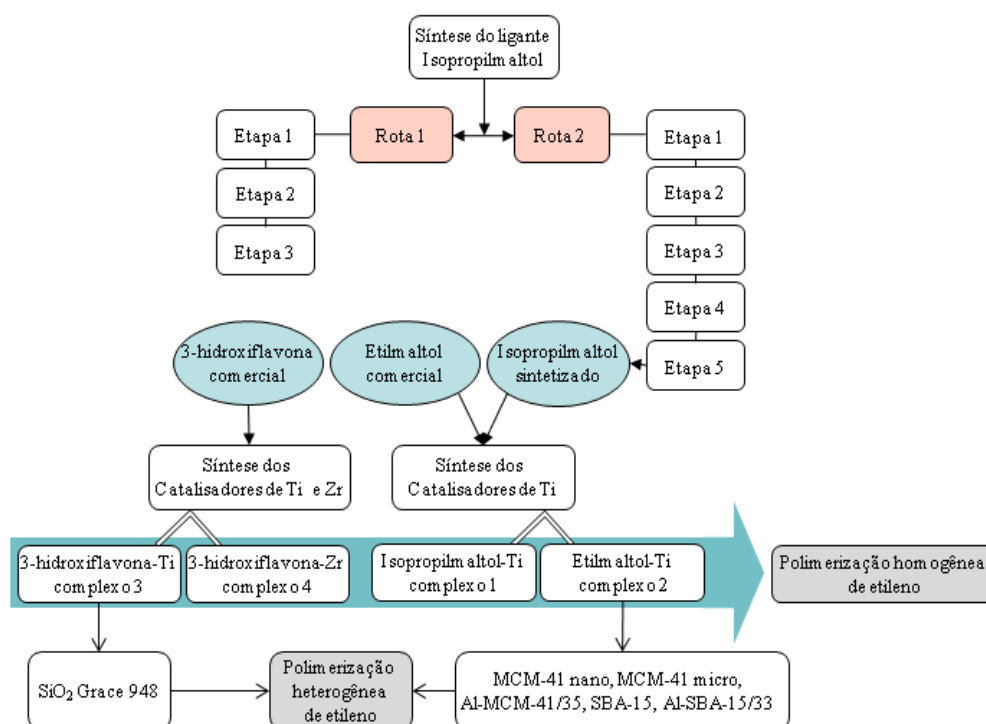 Síntese do ligante
Isopropilmaltol
Etapa 1
Rota 1
Rota 2
Etapa 1
Etapa 2
Etapa 3
Etapa 2
Etapa 3
Etapa 4
Etapa 5
3-hidroxiflavona
comercial
Etilmaltol
comercial
Isopropilmaltol
sintetizado
Síntese dos
Catalisadores de Ti e Zr
Síntese dos
Catalisadores de Ti
3-hidroxiflavona-Ti
complexo 3
3-hidroxiflavona-Zr
complexo 4
Isopropilmaltol-Ti
complexo 1
Etilmaltol-Ti
complexo 2
Polimerização homogênea
de etileno
SiO₂ Grace 948
Polimerização
heterogênea
de etileno
MCM-41 nano, MCM-41 micro,
Al-MCM-41/35, SBA-15, Al-SBA-15/33